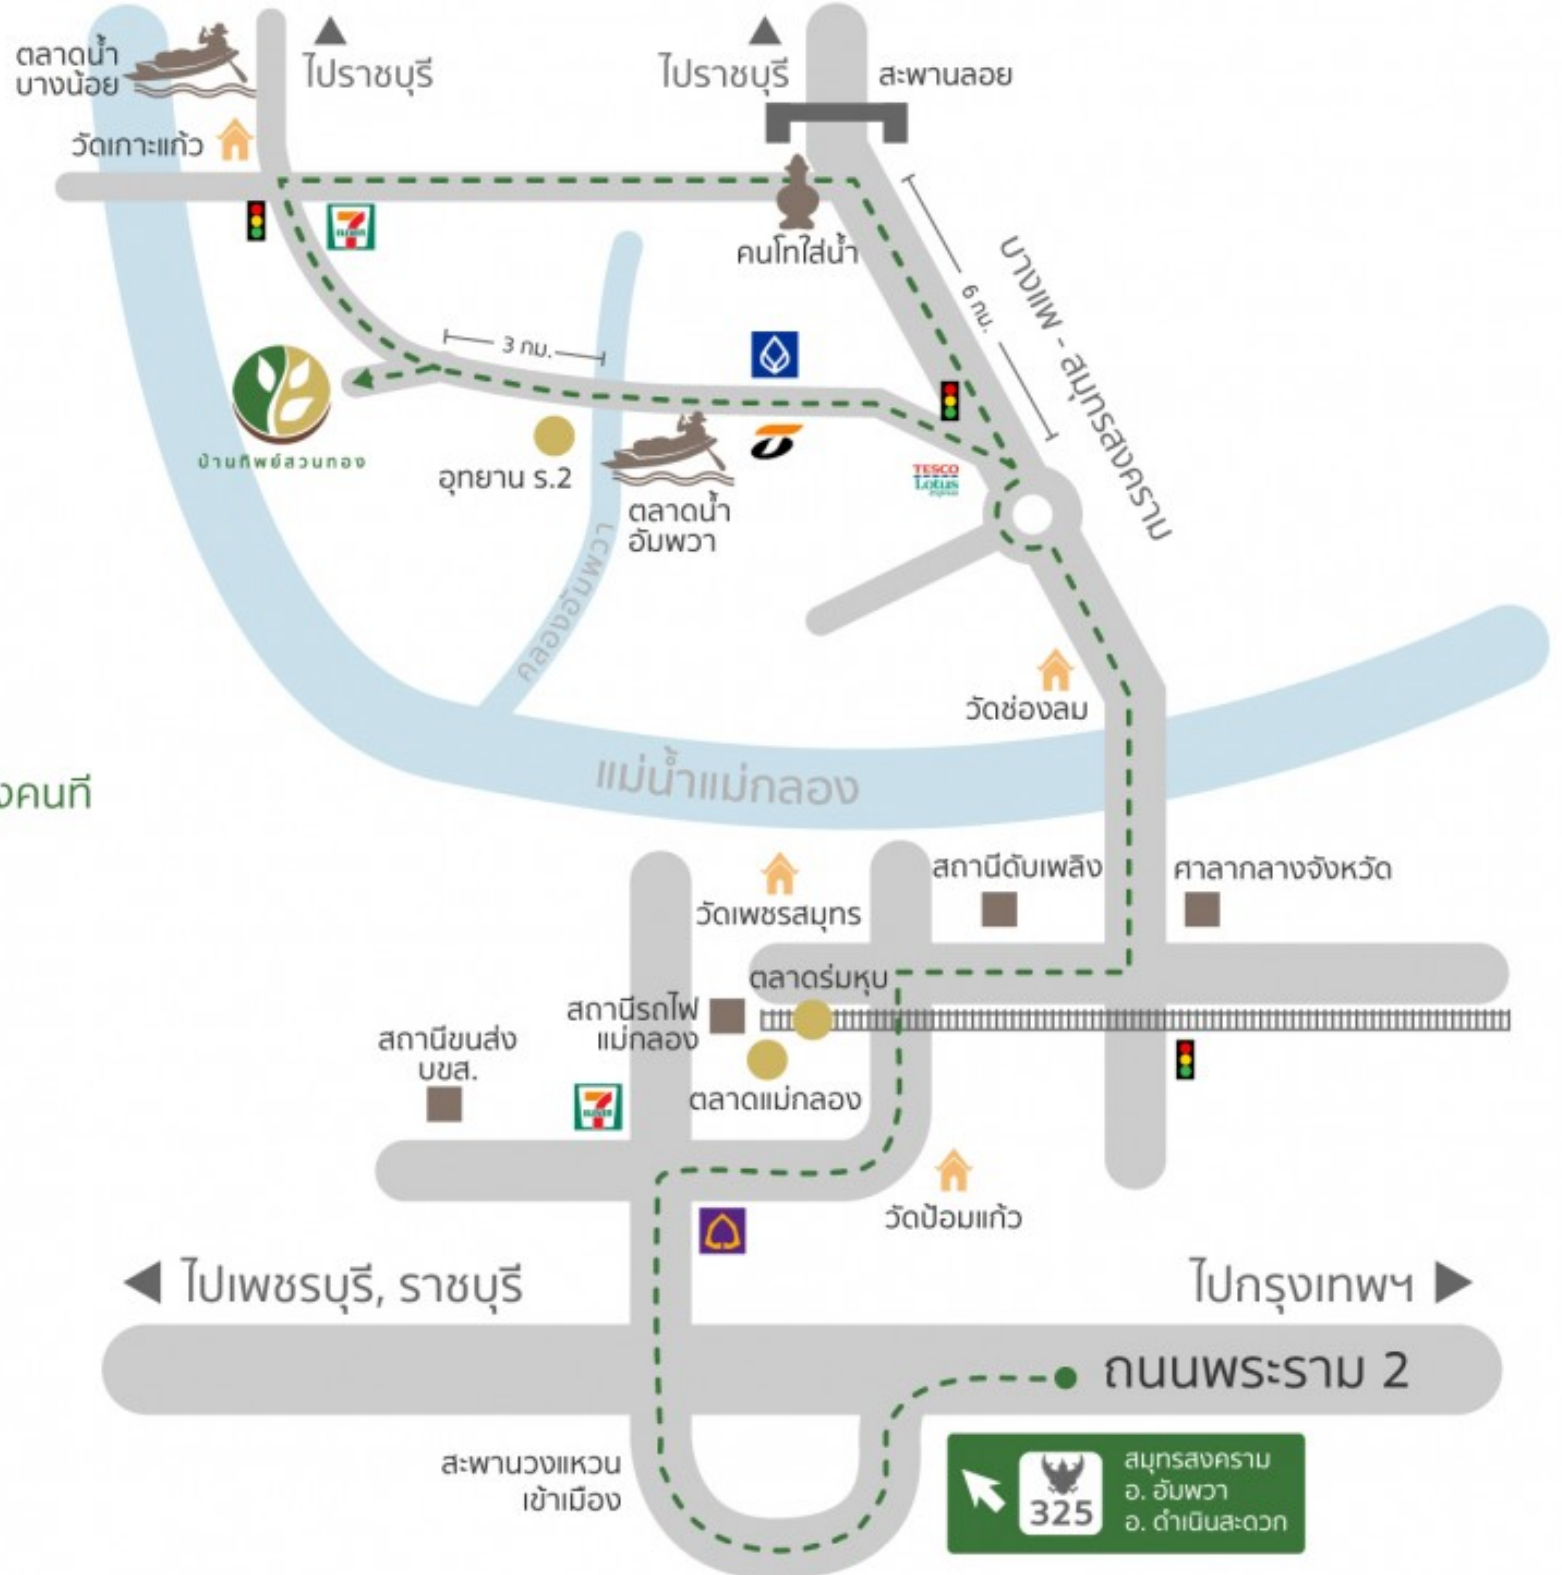 ตลาดน้ำ
บางน้อย
ไปราชบุรี
ไปราชบุรี
สะพานลอย
วัดเกาะแก้ว
7
ELEVEN
คนโทใส่น้ำ
6 กม.
บางแพ - สมุทรสงคราม
3 กม.
บ้านทิพย์สวนทอง
อุทยาน ร.2
ตลาดน้ำ
อัมพวา
TESCO
Lotus
express
คลองอัมพวา
วัดช่องลม
แม่น้ำแม่กลอง
งคนที
สถานีดับเพลิง
ศาลากลางจังหวัด
วัดเพชรสมุทร
ตลาดร่มหุบ
สถานีรถไฟ
แม่กลอง
สถานีขนส่ง
บขส.
7
ELEVEN
ตลาดแม่กลอง
วัดป้อมแก้ว
ไปเพชรบุรี, ราชบุรี
ไปกรุงเทพฯ
ถนนพระราม 2
สะพานวงแหวน
เข้าเมือง
325
สมุทรสงคราม
อ. อัมพวา
อ. ดำเนินสะดวก